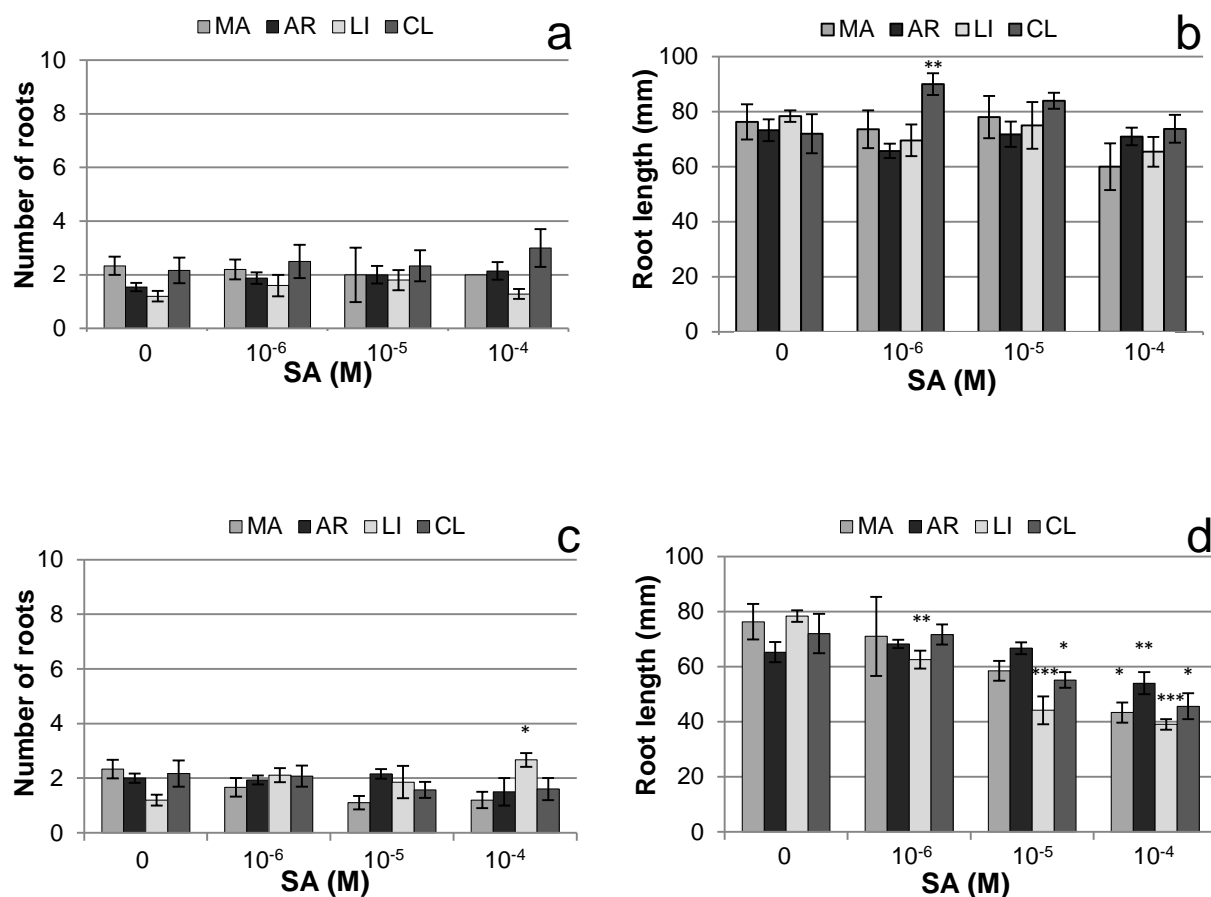 MA AR LI CL
a
10
8
6
4
2
0
Number of roots
0 10⁻⁶ 10⁻⁵ 10⁻⁴
SA (M)
MA AR LI CL
b
100
80
60
40
20
0
Root length (mm)
**
0 10⁻⁶ 10⁻⁵ 10⁻⁴
SA (M)
MA AR LI CL
c
10
8
6
4
2
0
Number of roots
*
0 10⁻⁶ 10⁻⁵ 10⁻⁴
SA (M)
MA AR LI CL
d
100
80
60
40
20
0
Root length (mm)
** *** * * ** *** *
0 10⁻⁶ 10⁻⁵ 10⁻⁴
SA (M)